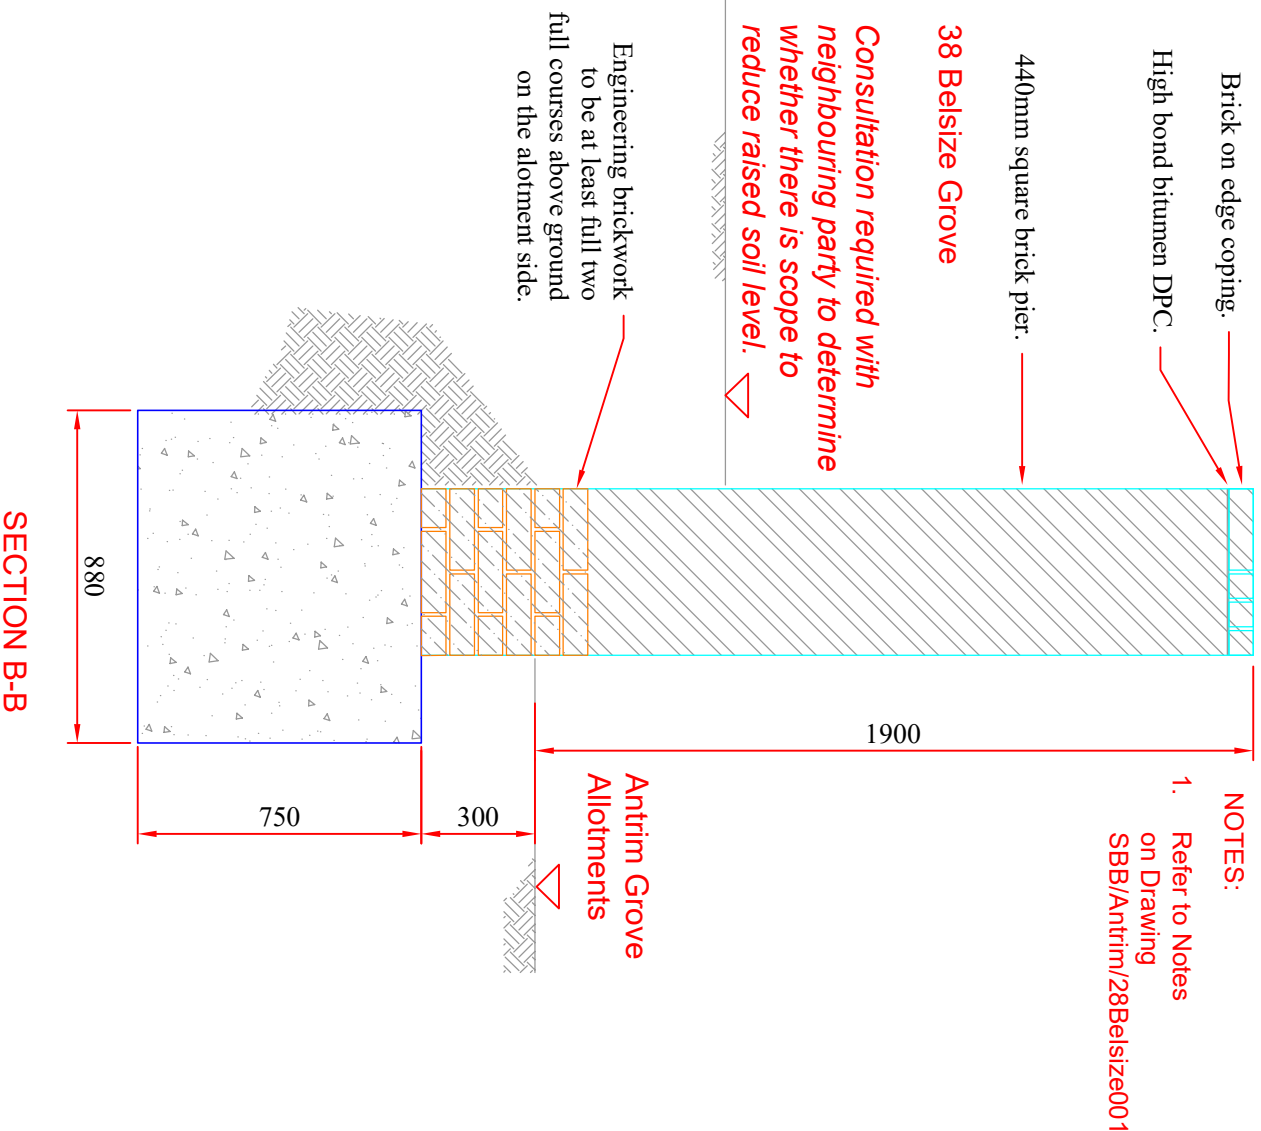 Brick on edge coping.
High bond bitumen DPC.
440mm square brick pier.
38 Belsize Grove
Consultation required with
neighbouring party to determine
whether there is scope to
reduce raised soil level.
Engineering brickwork
to be at least full two
full courses above ground
on the alotment side.
NOTES:
1. Refer to Notes
on Drawing
SBB/Antrim/28Belsize001
1900
Antrim Grove
Allotments
300
750
880
SECTION B-B